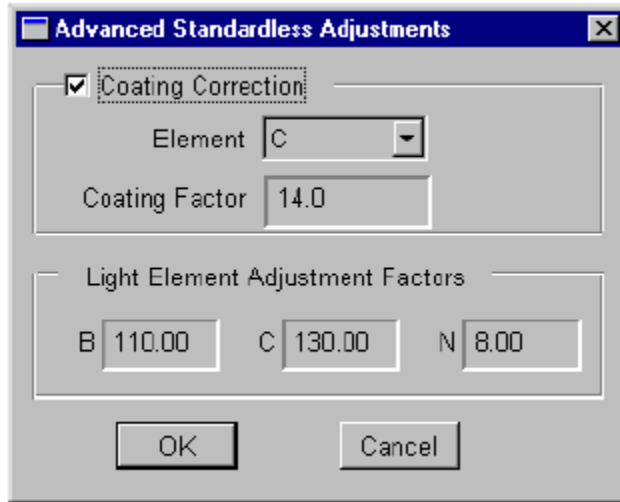 Advanced Standardless Adjustments
Coating Correction
Element C
Coating Factor 14.0
Light Element Adjustment Factors
B 110.00 C 130.00 N 8.00
OK Cancel